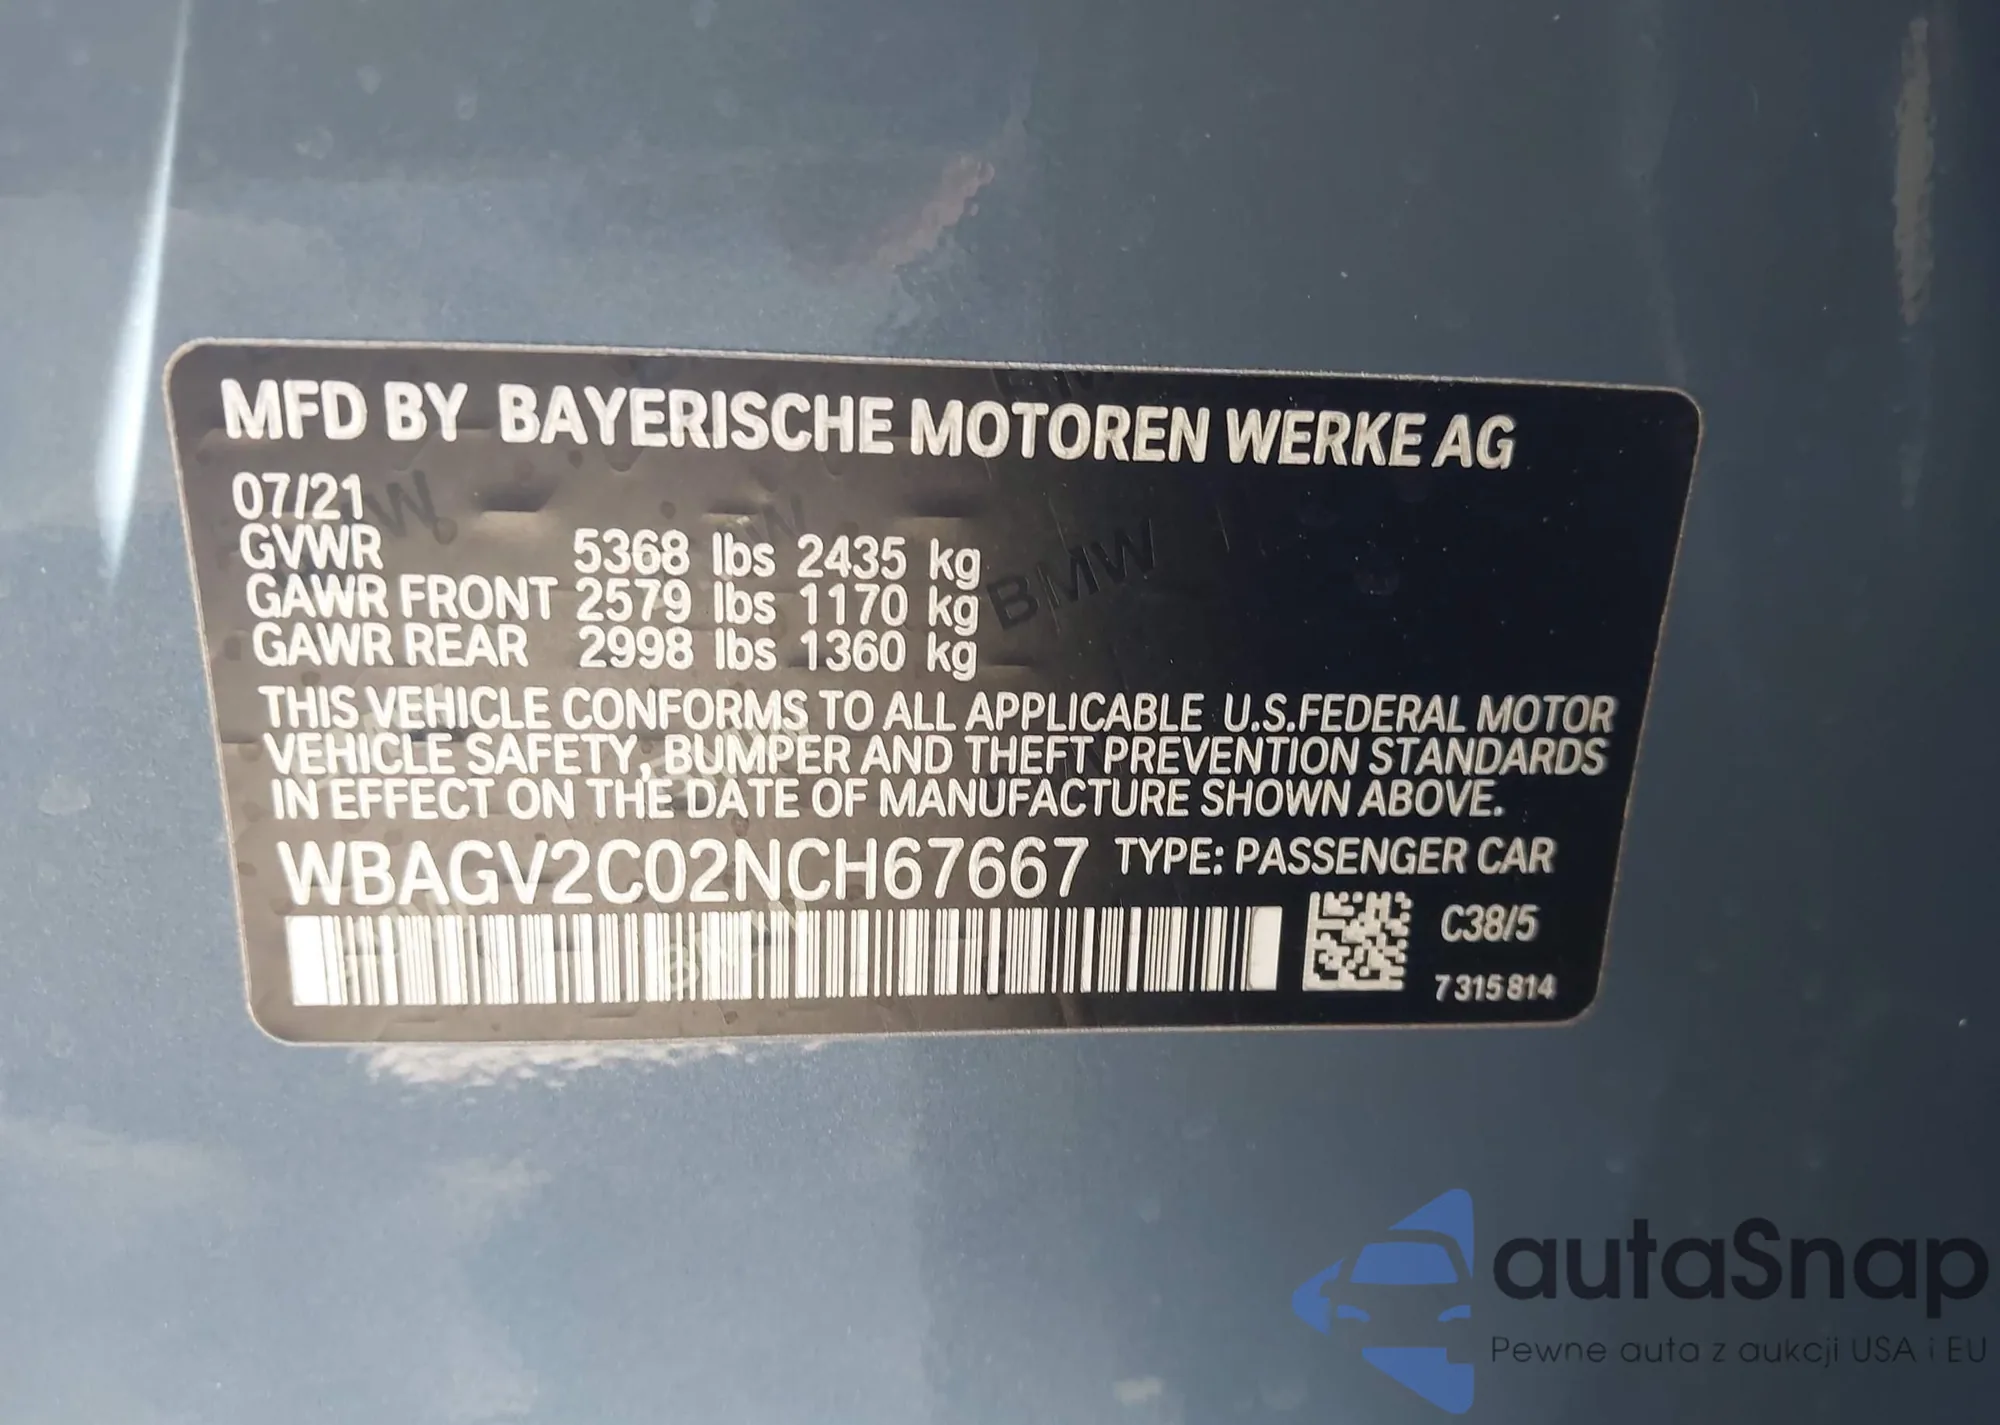 MFD BY BAYERISCHE MOTOREN WERKE AG
07/21
GVWR 5368 lbs 2435 kg
GAWR FRONT 2579 lbs 1170 kg
GAWR REAR 2998 lbs 1360 kg
THIS VEHICLE CONFORMS TO ALL APPLICABLE U.S.FEDERAL MOTOR
VEHICLE SAFETY, BUMPER AND THEFT PREVENTION STANDARDS
IN EFFECT ON THE DATE OF MANUFACTURE SHOWN ABOVE.
WBAGV2C02NCH67667 TYPE: PASSENGER CAR
C38/5
7 315 814
BMW
autaSnap
Pewne auta z aukcji USA i EU